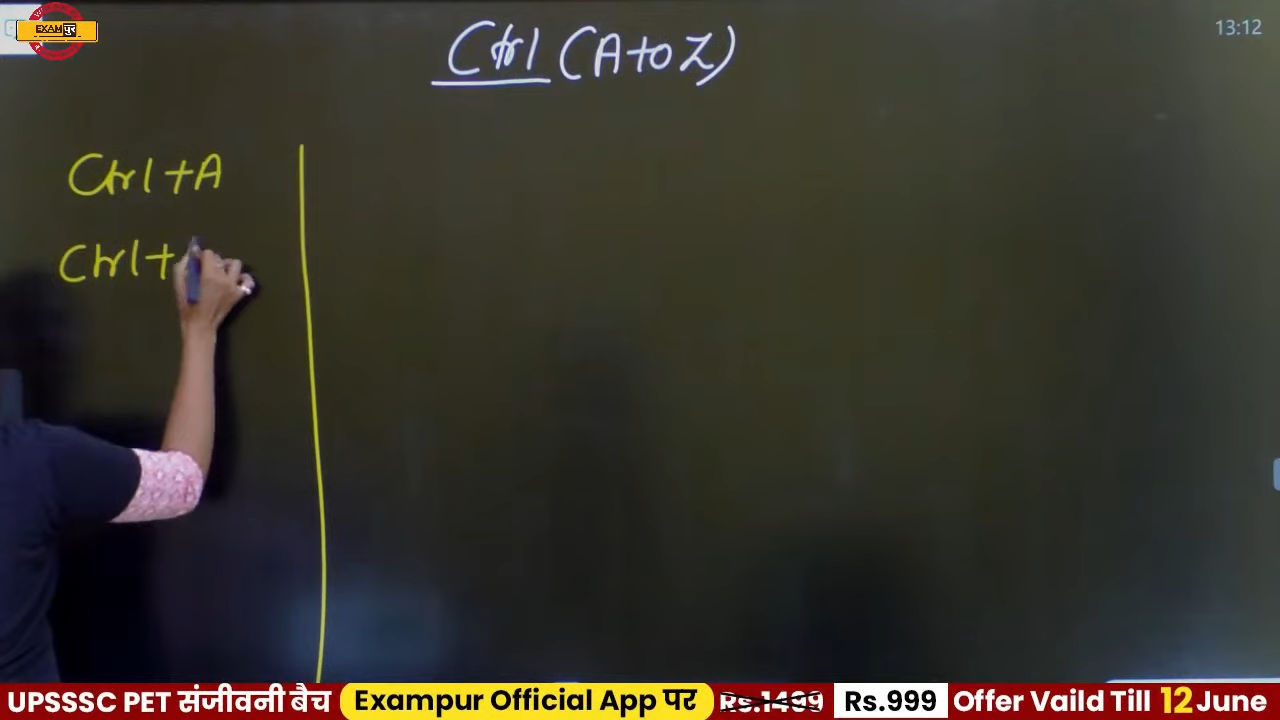 EXAMपुर
13:12
Ctrl (A to Z)
Ctrl+A
Ctrl+
UPSSSC PET संजीवनी बैच Exampur Official App पर Rs.1499 Rs.999 Offer Vaild Till 12 June